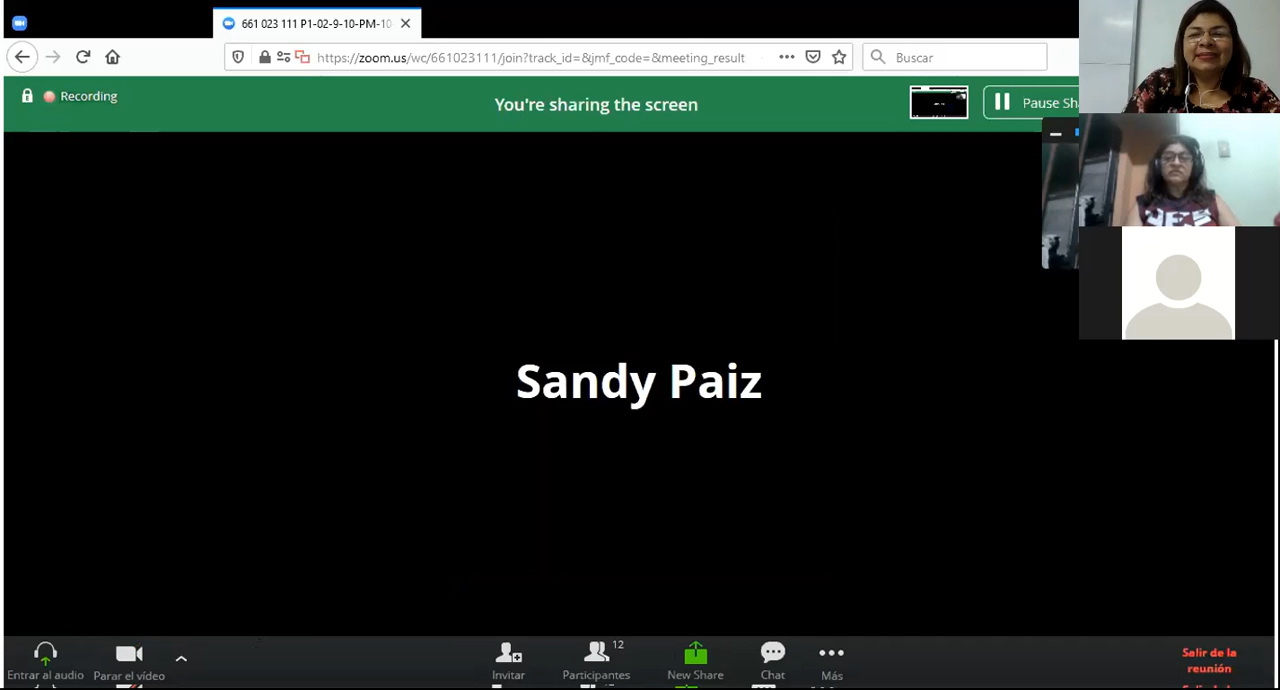 661 023 111 P1-02-9-10-PM-10
https://zoom.us/wc/661023111/join?track_id=&jmf_code=&meeting_result
Buscar
Recording
You're sharing the screen
Pause Sha
YES
Sandy Paiz
12
Entrar al audio
Parar el vídeo
Invitar
Participantes
New Share
Chat
Más
Salir de la
reunión